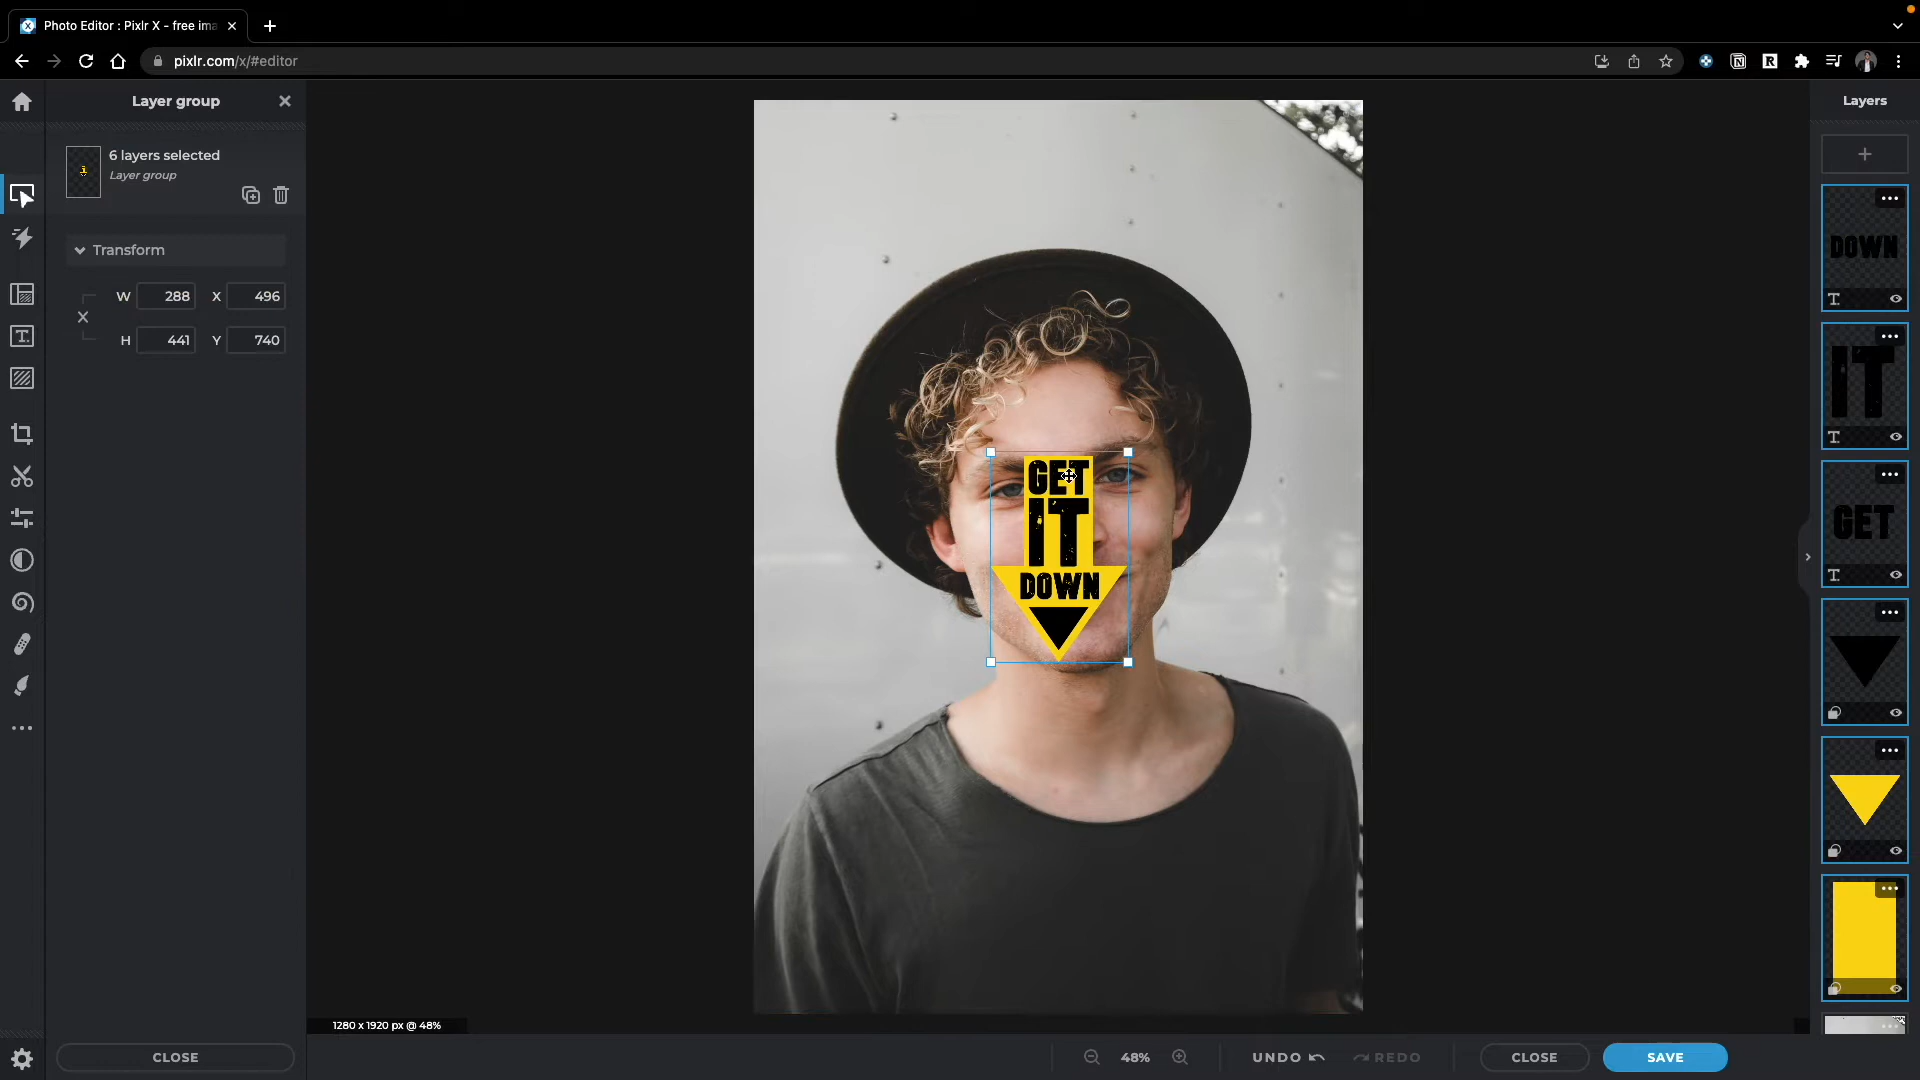 Photo Editor : Pixlr X - free ima
pixlr.com/x/#editor
Layer group
6 layers selected
Layer group
Transform
W 288 X 496
H 441 Y 740
CLOSE
GET
IT
DOWN
1280 x 1920 px @ 48%
48%
UNDO
REDO
CLOSE
SAVE
Layers
DOWN
T
IT
T
GET
T